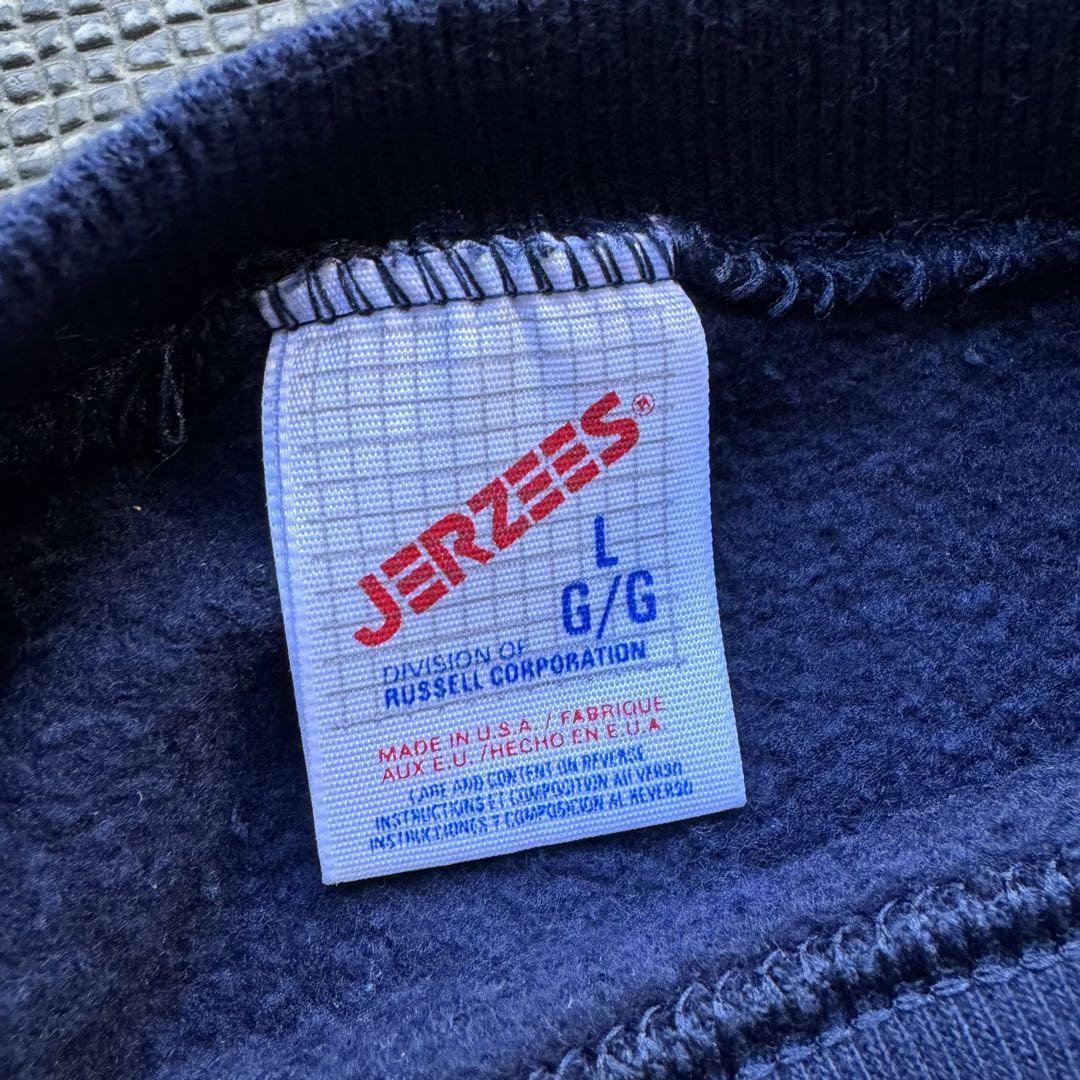 JERZEES®
L
G/G
DIVISION OF
RUSSELL CORPORATION
MADE IN U.S.A. / FABRIQUE
AUX E.U. / HECHO EN E.U.A.
CARE AND CONTENT ON REVERSE
INSTRUCTIONS ET COMPOSITION AU VERSO
INSTRUCTIONES Y COMPOSICION AL REVERSO